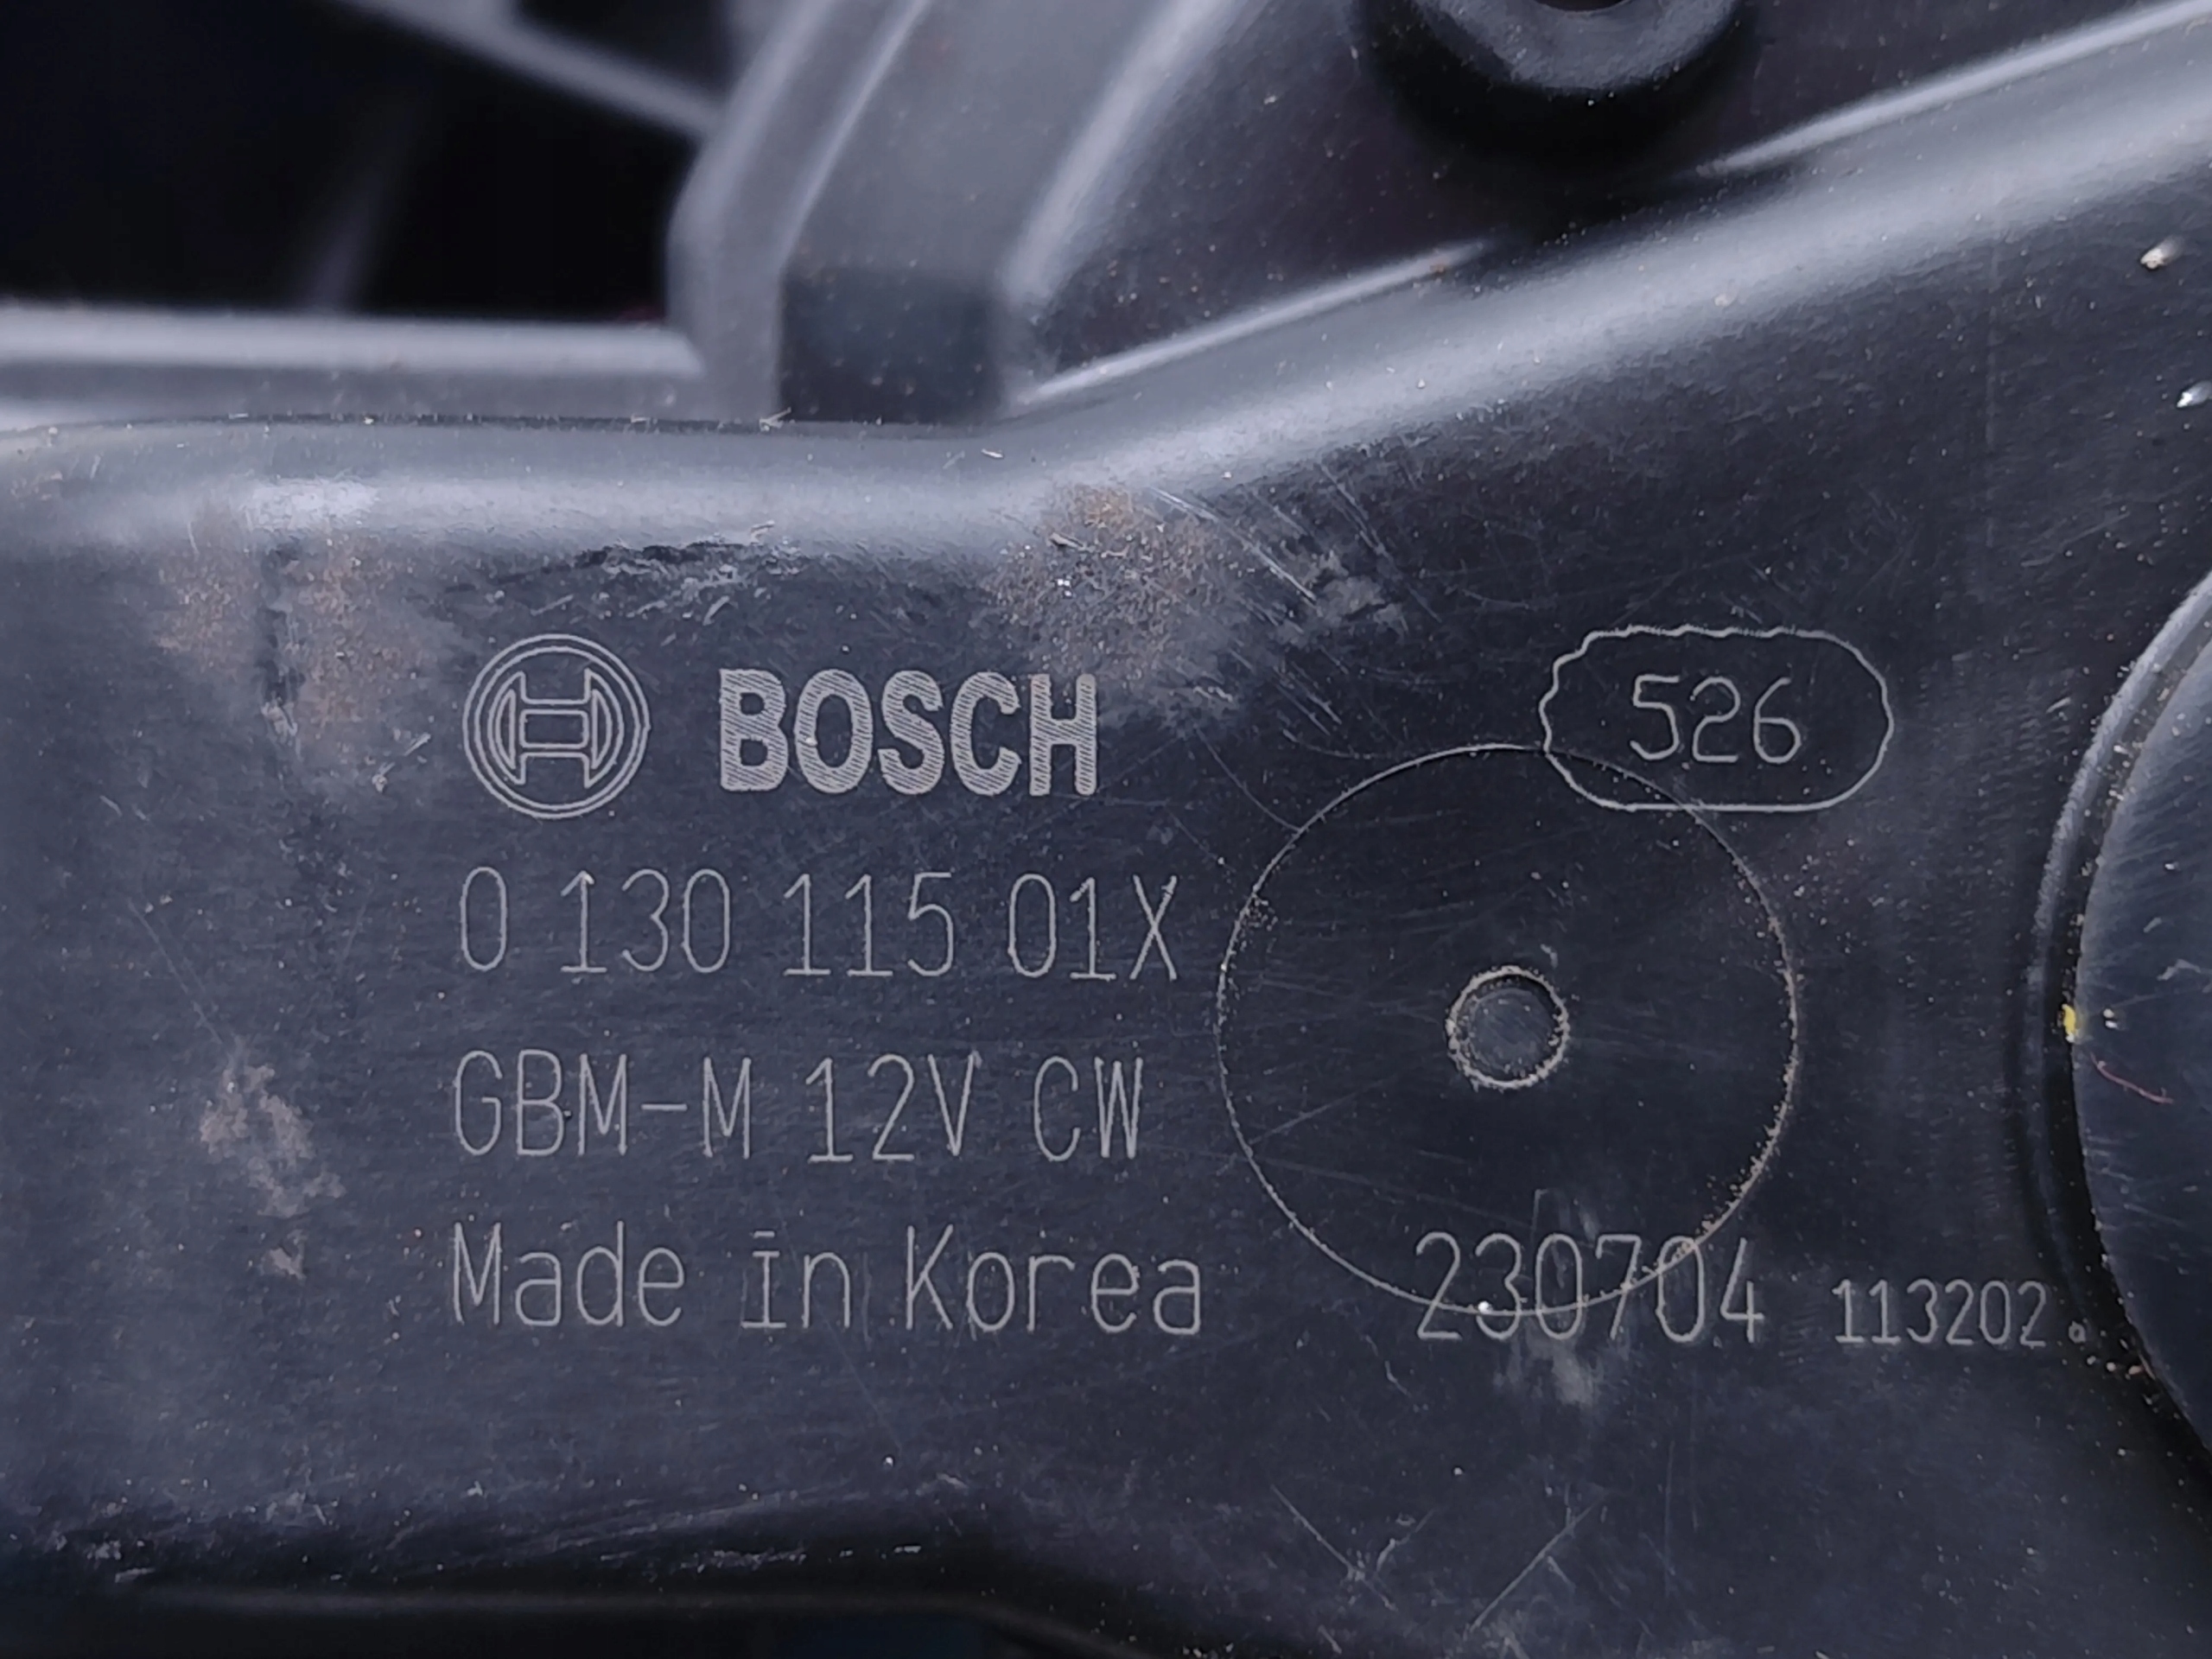 BOSCH
526
0 130 115 01X
GBM-M 12V CW
Made in Korea
230704 113202